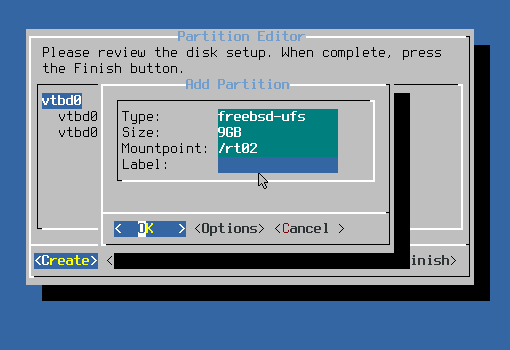 Partition Editor
Please review the disk setup. When complete, press
the Finish button.
Add Partition
vtbd0
vtbd0
vtbd0
Type: freebsd-ufs
Size: 9GB
Mountpoint: /rt02
Label:
< OK > <Options> <Cancel >
<Create> < inish>